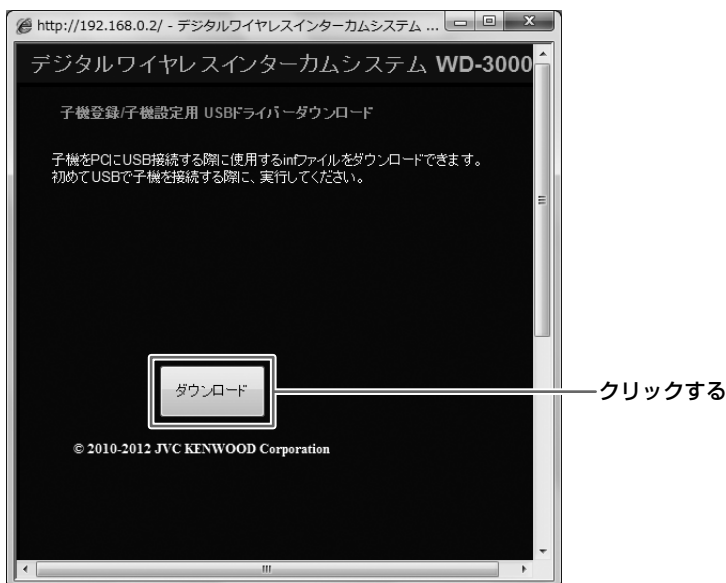 http://192.168.0.2/ - デジタルワイヤレスインターカムシステム ...
デジタルワイヤレスインターカムシステム WD-3000
子機登録/子機設定用 USBドライバーダウンロード
子機をPCにUSB接続する際に使用するinfファイルをダウンロードできます。
初めてUSBで子機を接続する際に、実行してください。
ダウンロード
クリックする
© 2010-2012 JVC KENWOOD Corporation